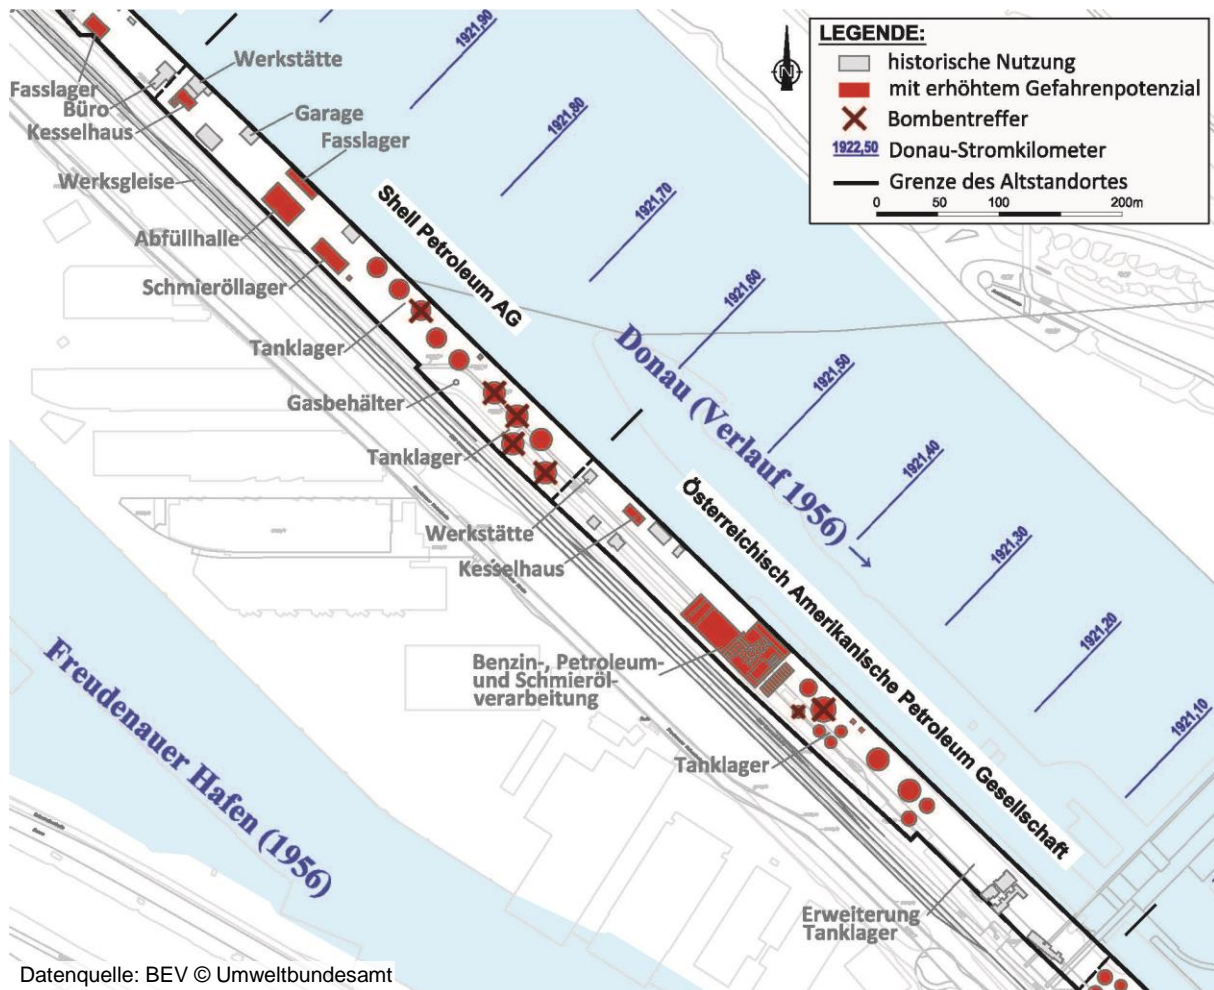 LEGENDE:
historische Nutzung
mit erhöhtem Gefahrenpotenzial
Bombentreffer
1922,50 Donau-Stromkilometer
Grenze des Altstandortes
0 50 100 200m
N
1921,90
1921,80
1921,70
1921,60
1921,50
1921,40
1921,30
1921,20
1921,10
Fasslager
Büro
Kesselhaus
Werkstätte
Garage
Fasslager
Werksgleise
Abfüllhalle
Schmieröllager
Tanklager
Gasbehälter
Tanklager
Shell Petroleum AG
Donau (Verlauf 1956)
Werkstätte
Kesselhaus
Österreichisch Amerikanische Petroleum Gesellschaft
Benzin-, Petroleum-
und Schmieröl-
verarbeitung
Tanklager
Freudenauer Hafen (1956)
Erweiterung
Tanklager
Datenquelle: BEV © Umweltbundesamt